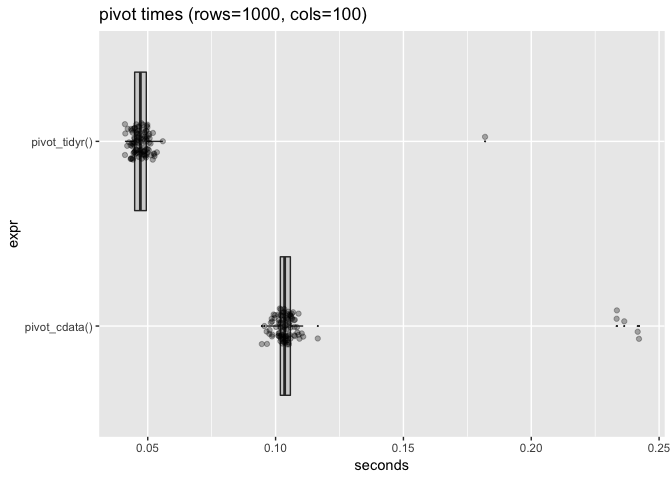 pivot times (rows=1000, cols=100)
pivot_tidyr()
expr
pivot_cdata()
0.05 0.10 0.15 0.20 0.25
seconds